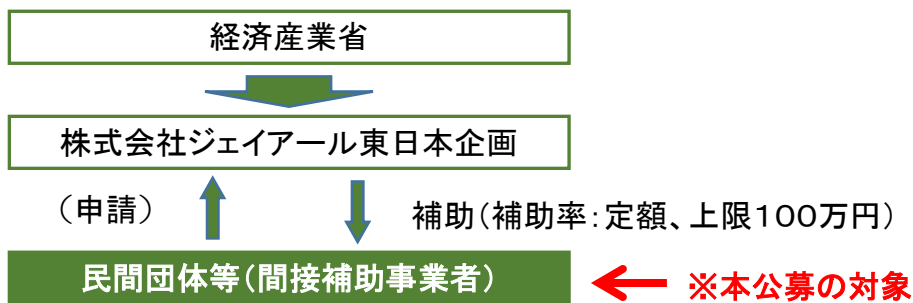 経済産業省
株式会社ジェイアール東日本企画
（申請）
補助（補助率：定額、上限１００万円）
民間団体等（間接補助事業者）
※本公募の対象